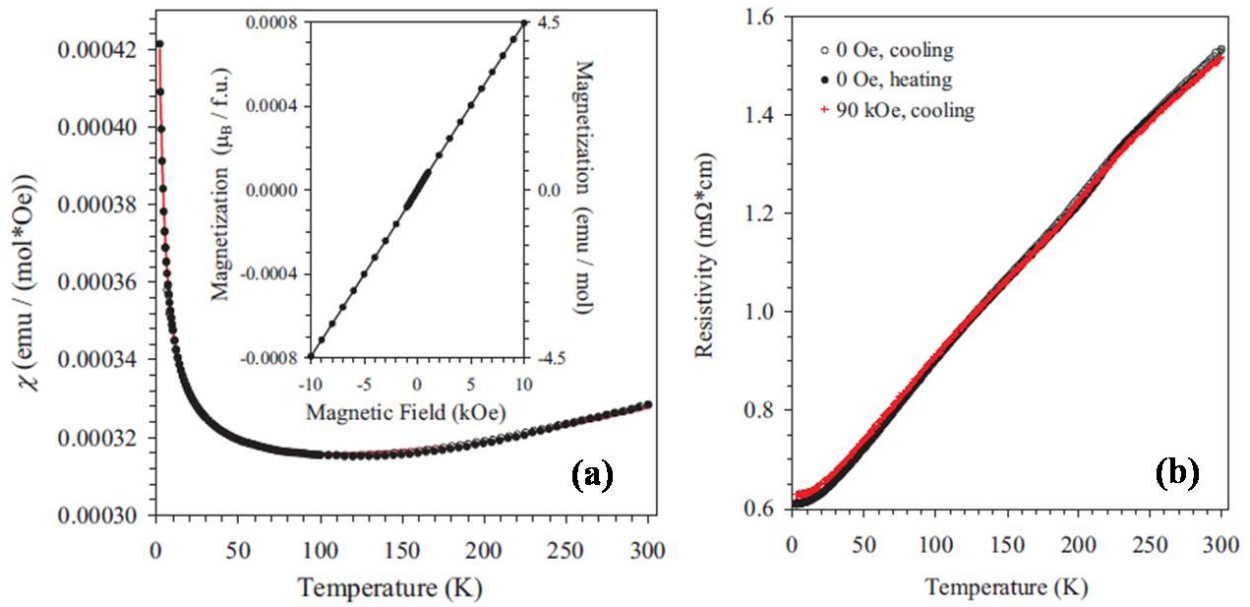 0.00042
0.00040
0.00038
0.00036
0.00034
0.00032
0.00030
χ (emu / (mol*Oe))
0 50 100 150 200 250 300
Temperature (K)
0.0008
0.0004
0.0000
-0.0004
-0.0008
Magnetization (μB / f.u.)
4.5
0.0
-4.5
Magnetization (emu / mol)
-10 -5 0 5 10
Magnetic Field (kOe)
(a)
1.6
1.4
1.2
1.0
0.8
0.6
Resistivity (mΩ*cm)
0 Oe, cooling
0 Oe, heating
90 kOe, cooling
(b)
0 50 100 150 200 250 300
Temperature (K)